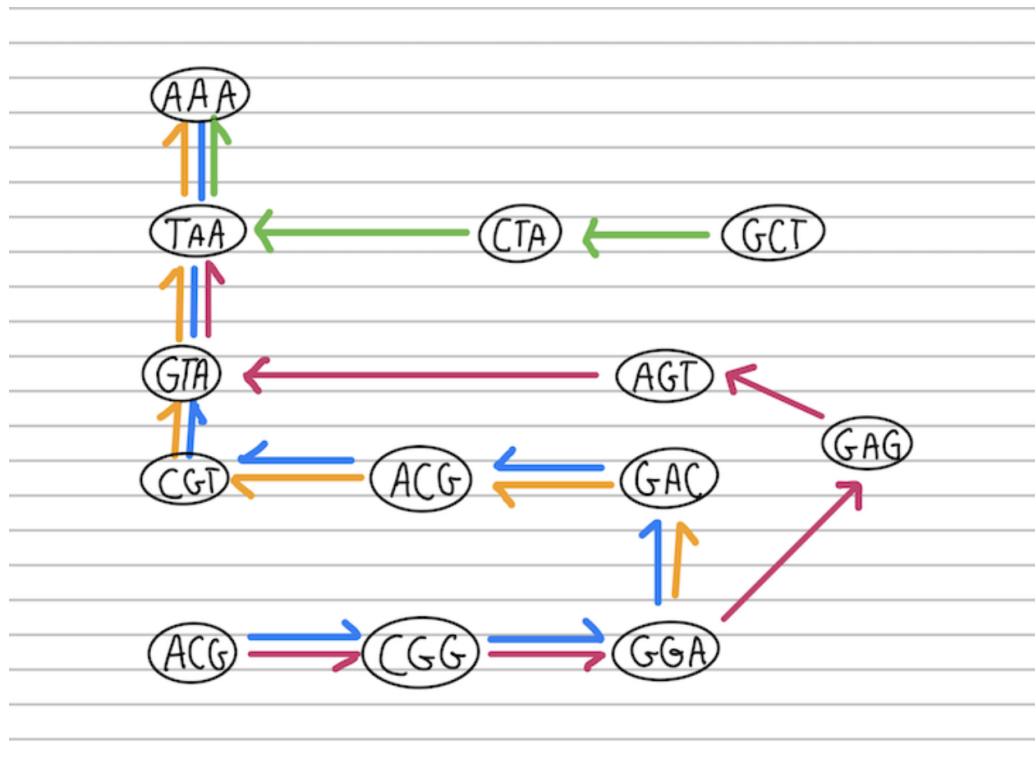 AAA
TAA CTA GCT
GTA AGT
GAG
CGT ACG GAC
ACG CGG GGA